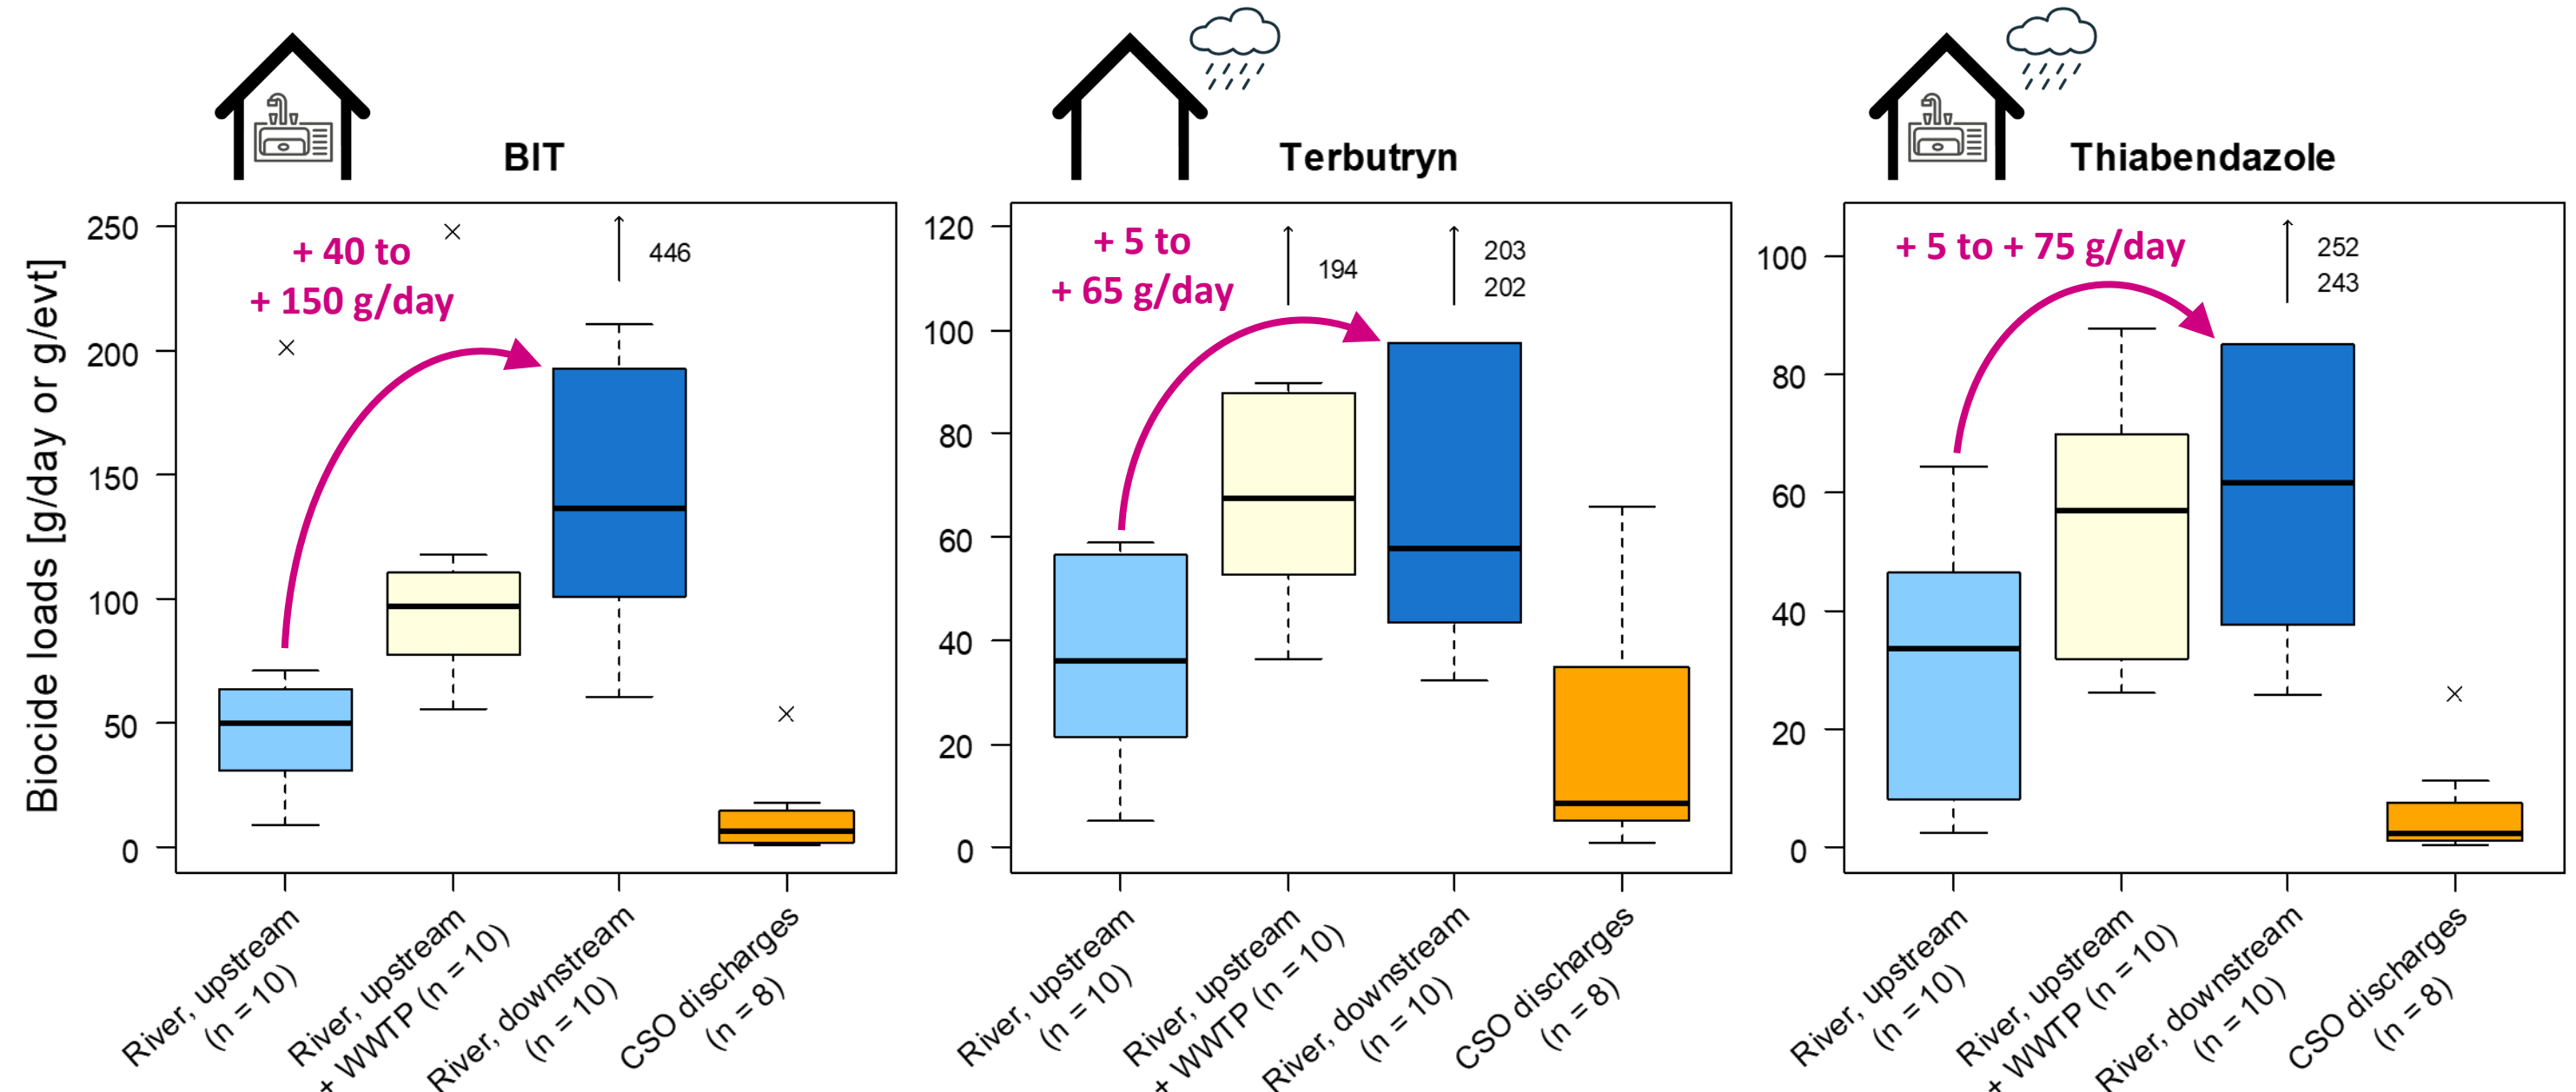 BIT
Terbutryn
Thiabendazole
Biocide loads [g/day or g/evt]
250
200
150
100
50
0
+ 40 to
+ 150 g/day
446
River, upstream
(n = 10)
River, upstream
+ WWTP (n = 10)
River, downstream
(n = 10)
CSO discharges
(n = 8)
120
100
80
60
40
20
0
+ 5 to
+ 65 g/day
194
203
202
River, upstream
(n = 10)
River, upstream
+ WWTP (n = 10)
River, downstream
(n = 10)
CSO discharges
(n = 8)
100
80
60
40
20
0
+ 5 to + 75 g/day
252
243
River, upstream
(n = 10)
River, upstream
+ WWTP (n = 10)
River, downstream
(n = 10)
CSO discharges
(n = 8)